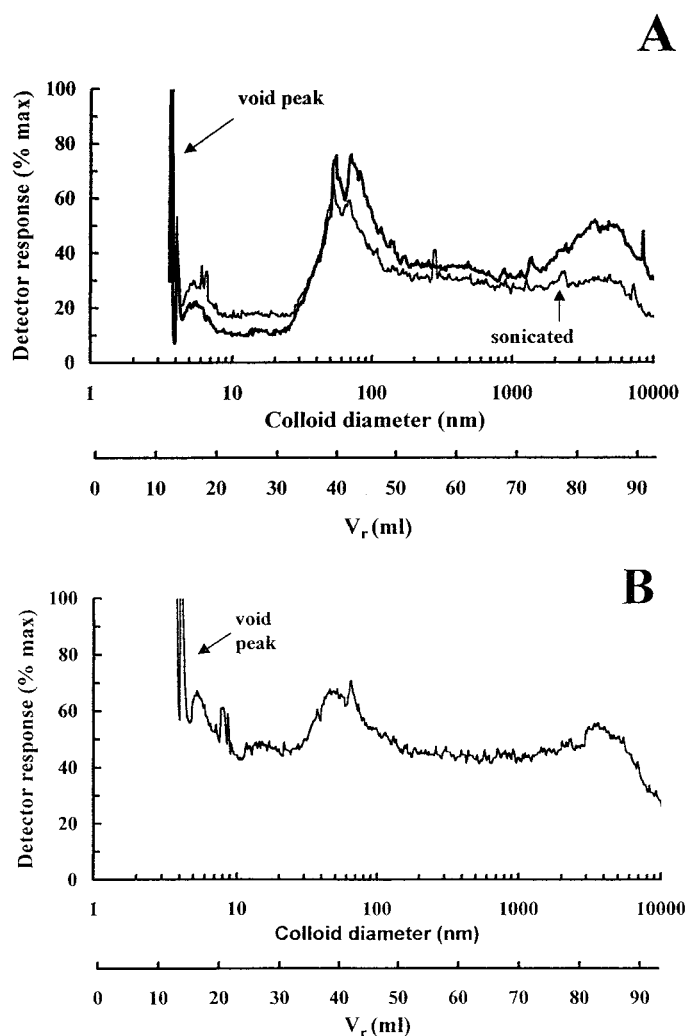 A
Detector response (% max)
100
80
60
40
20
0
void peak
sonicated
1 10 100 1000 10000
Colloid diameter (nm)
0 10 20 30 40 50 60 70 80 90
Vr (ml)
B
Detector response (% max)
100
80
60
40
20
0
void
peak
1 10 100 1000 10000
Colloid diameter (nm)
0 10 20 30 40 50 60 70 80 90
Vr (ml)